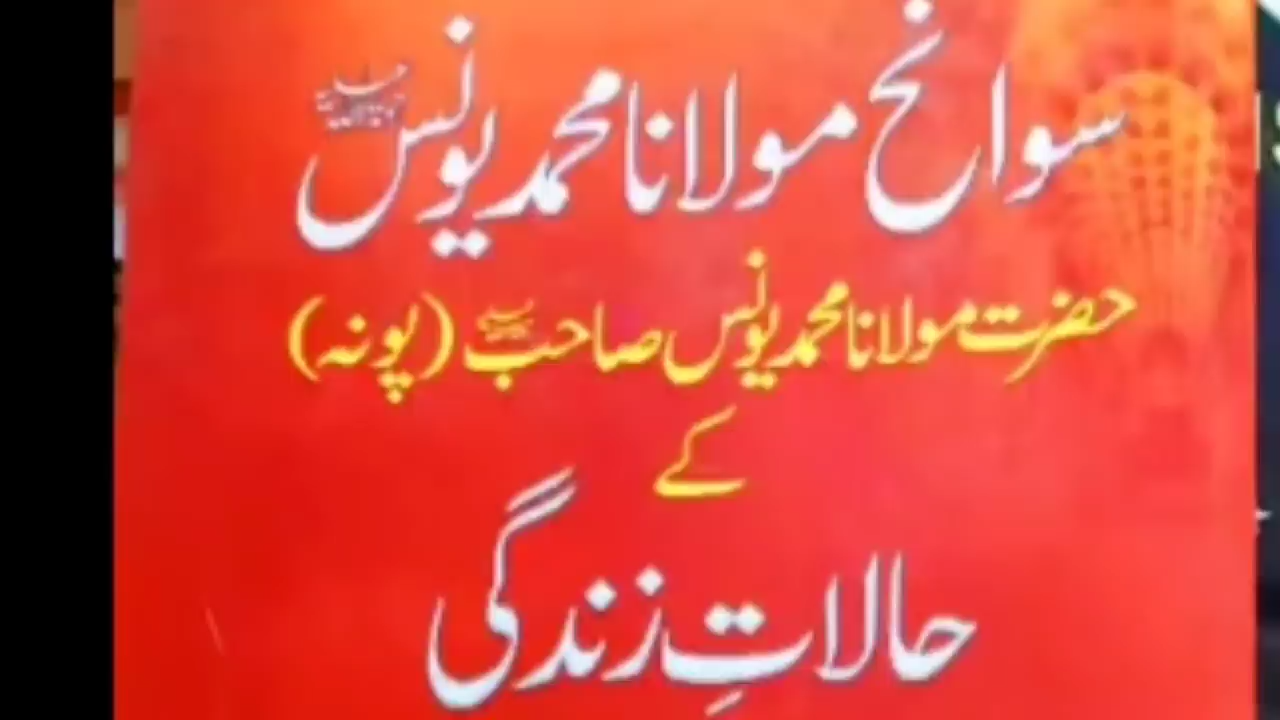 سوانح مولانا محمد یونسؒ
حضرت مولانا محمد یونس صاحبؒ (پونہ)
کے
حالاتِ زندگی